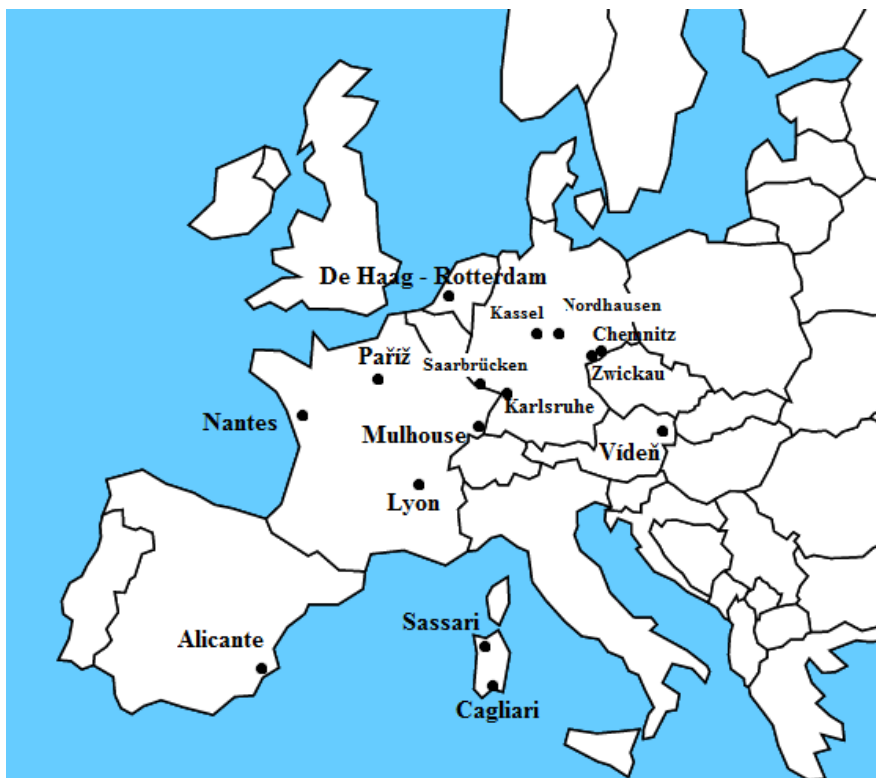 De Haag - Rotterdam
Nordhausen
Kassel
Chemnitz
Paříž
Saarbrücken
Zwickau
Karlsruhe
Nantes
Mulhouse
Vídeň
Lyon
Sassari
Alicante
Cagliari